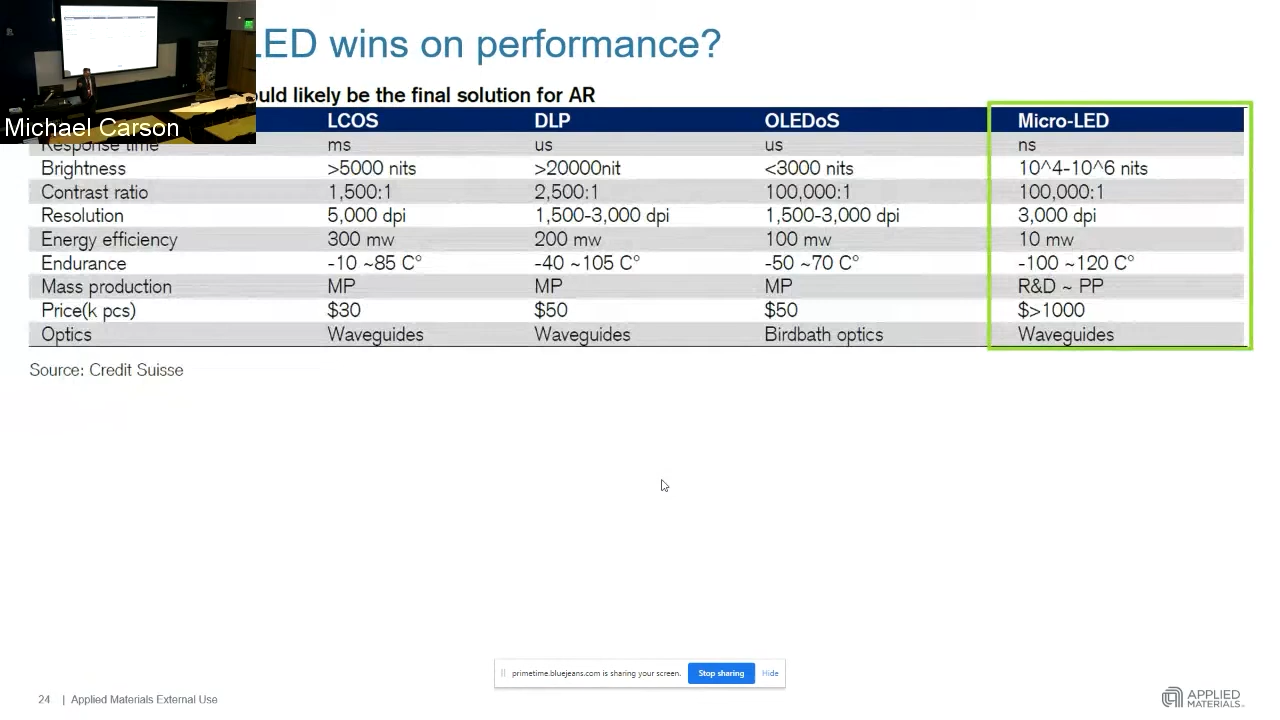 LED wins on performance?
ould likely be the final solution for AR
Michael Carson
LCOS DLP OLEDoS Micro-LED
Response time ms us us ns
Brightness >5000 nits >20000nit <3000 nits 10^4-10^6 nits
Contrast ratio 1,500:1 2,500:1 100,000:1 100,000:1
Resolution 5,000 dpi 1,500-3,000 dpi 1,500-3,000 dpi 3,000 dpi
Energy efficiency 300 mw 200 mw 100 mw 10 mw
Endurance -10 ~85 C° -40 ~105 C° -50 ~70 C° -100 ~120 C°
Mass production MP MP MP R&D ~ PP
Price(k pcs) $30 $50 $50 $>1000
Optics Waveguides Waveguides Birdbath optics Waveguides
Source: Credit Suisse
primetime.bluejeans.com is sharing your screen. Stop sharing Hide
24 | Applied Materials External Use
APPLIED
MATERIALS